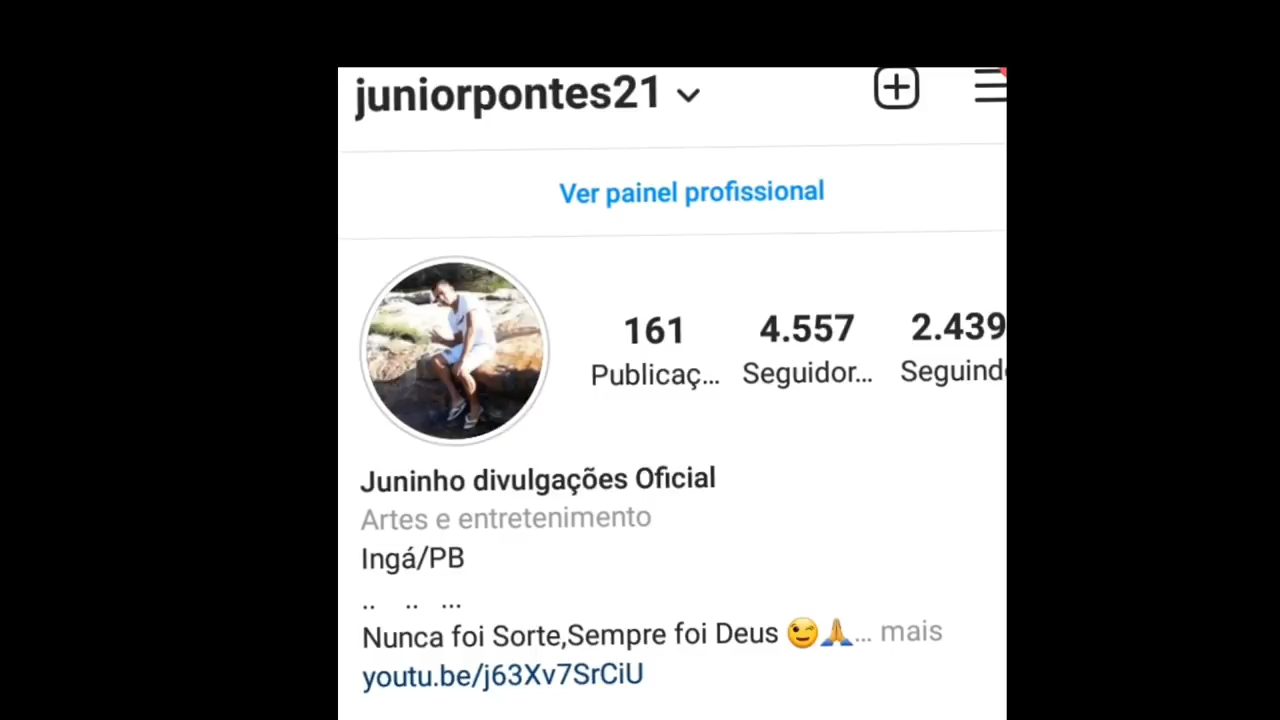 juniorpontes21
Ver painel profissional
161 4.557 2.439
Publicaç... Seguidor... Seguind
Juninho divulgações Oficial
Artes e entretenimento
Ingá/PB
.. .. ...
Nunca foi Sorte,Sempre foi Deus 😉🙏... mais
youtu.be/j63Xv7SrCiU